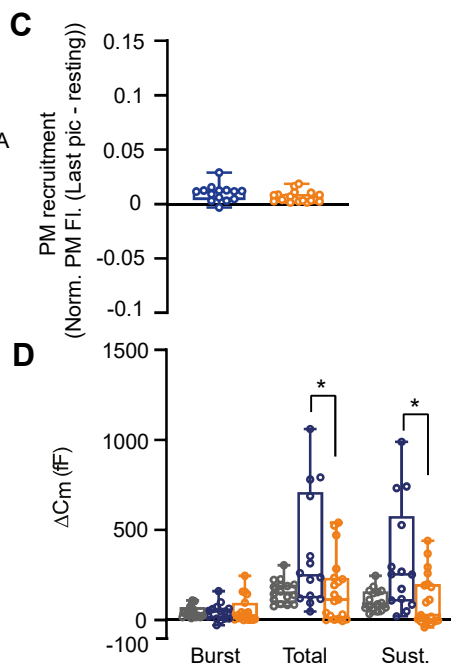 C
A
PM recruitment
(Norm. PM Fl. (Last pic - resting))
0.15
0.1
0.05
0
-0.05
-0.1
D
ΔCm (fF)
1500
1000
500
0
-100
*
*
Burst Total Sust.